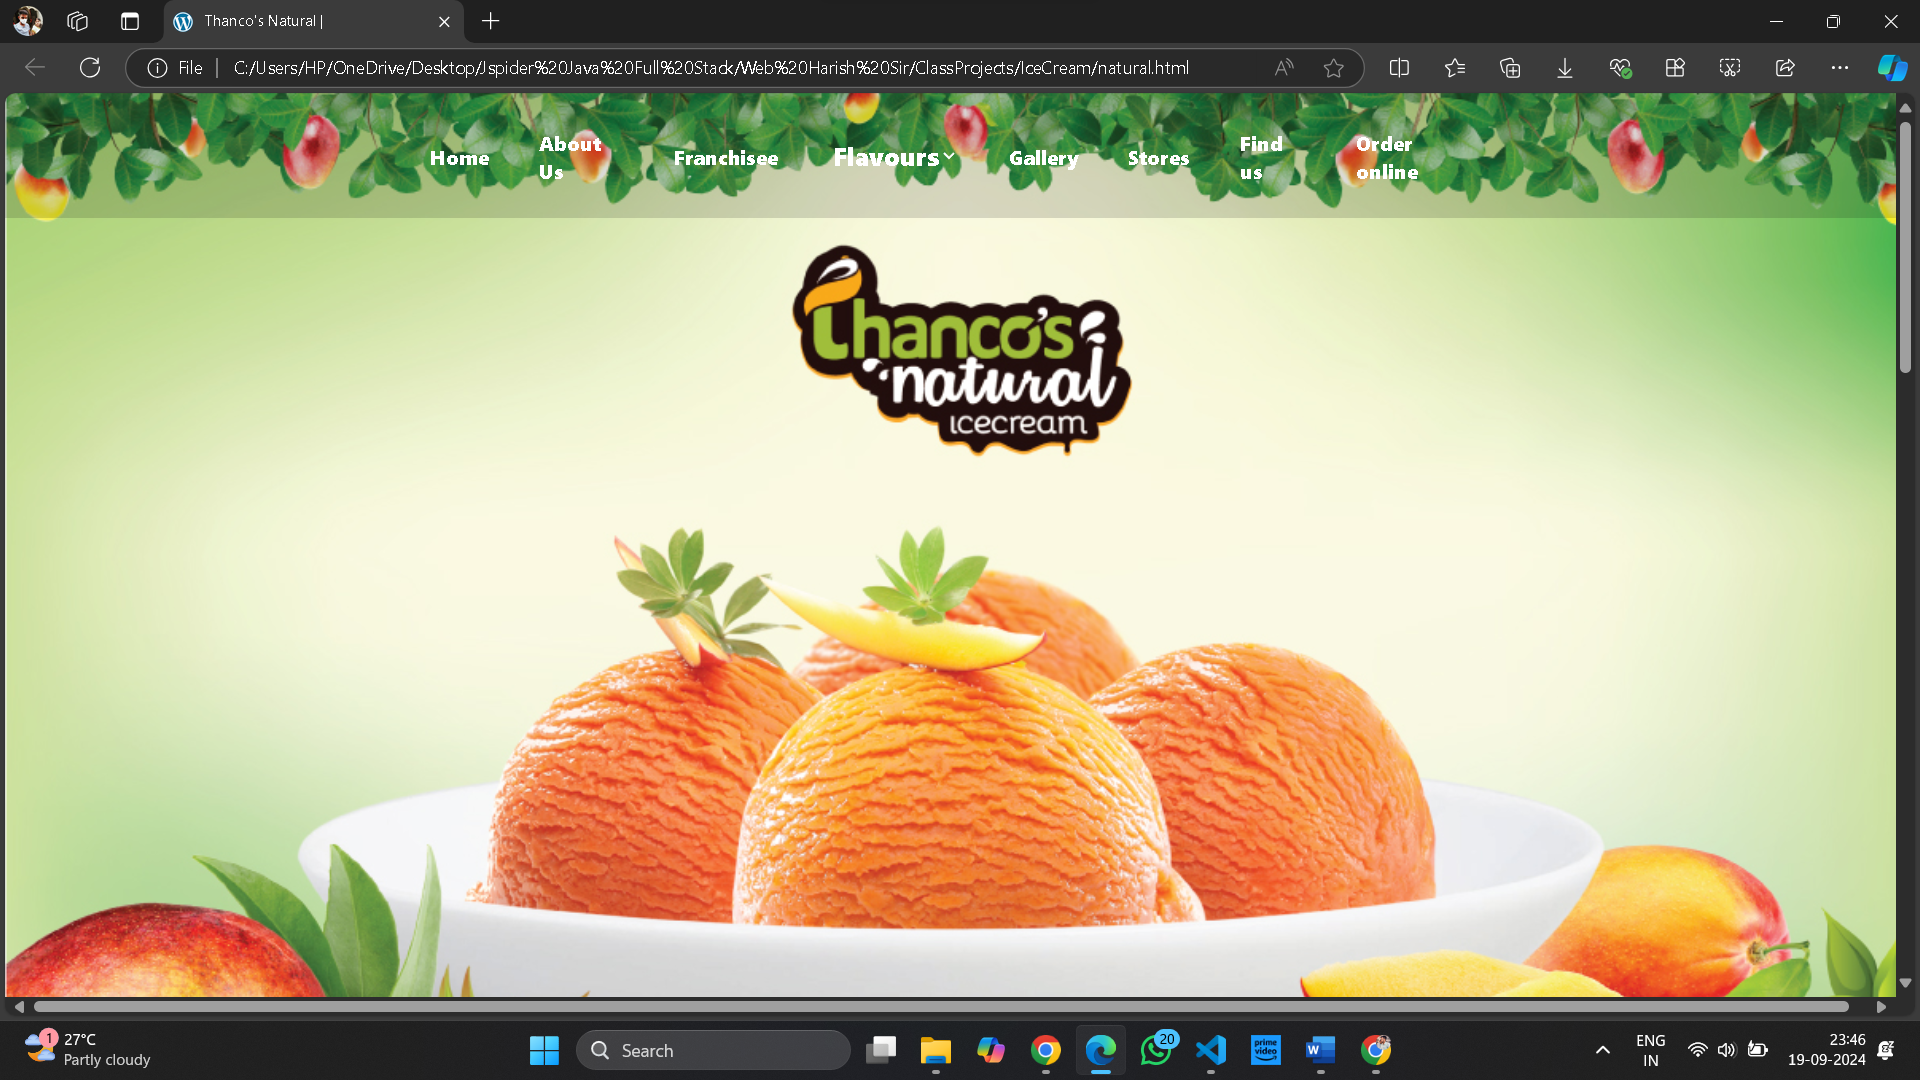 Thanco's Natural |
File
C:/Users/HP/OneDrive/Desktop/Jspider%20Java%20Full%20Stack/Web%20Harish%20Sir/ClassProjects/IceCream/natural.html
Home
About
Us
Franchisee
Flavours
Gallery
Stores
Find
us
Order
online
thanco's
natural
icecream
1
27°C
Partly cloudy
Search
20
prime
video
ENG
IN
23:46
19-09-2024